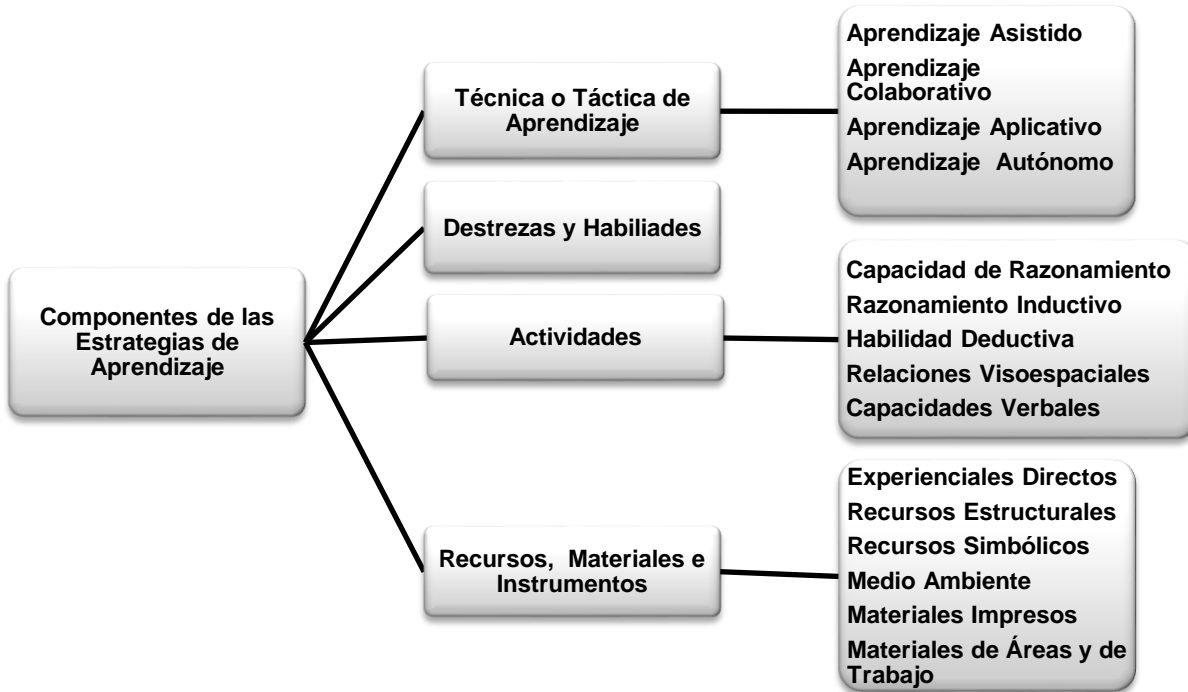 Componentes de las
Estrategias de
Aprendizaje
Técnica o Táctica de
Aprendizaje
Aprendizaje Asistido
Aprendizaje
Colaborativo
Aprendizaje Aplicativo
Aprendizaje Autónomo
Destrezas y Habiliades
Actividades
Capacidad de Razonamiento
Razonamiento Inductivo
Habilidad Deductiva
Relaciones Visoespaciales
Capacidades Verbales
Recursos, Materiales e
Instrumentos
Experienciales Directos
Recursos Estructurales
Recursos Simbólicos
Medio Ambiente
Materiales Impresos
Materiales de Áreas y de
Trabajo